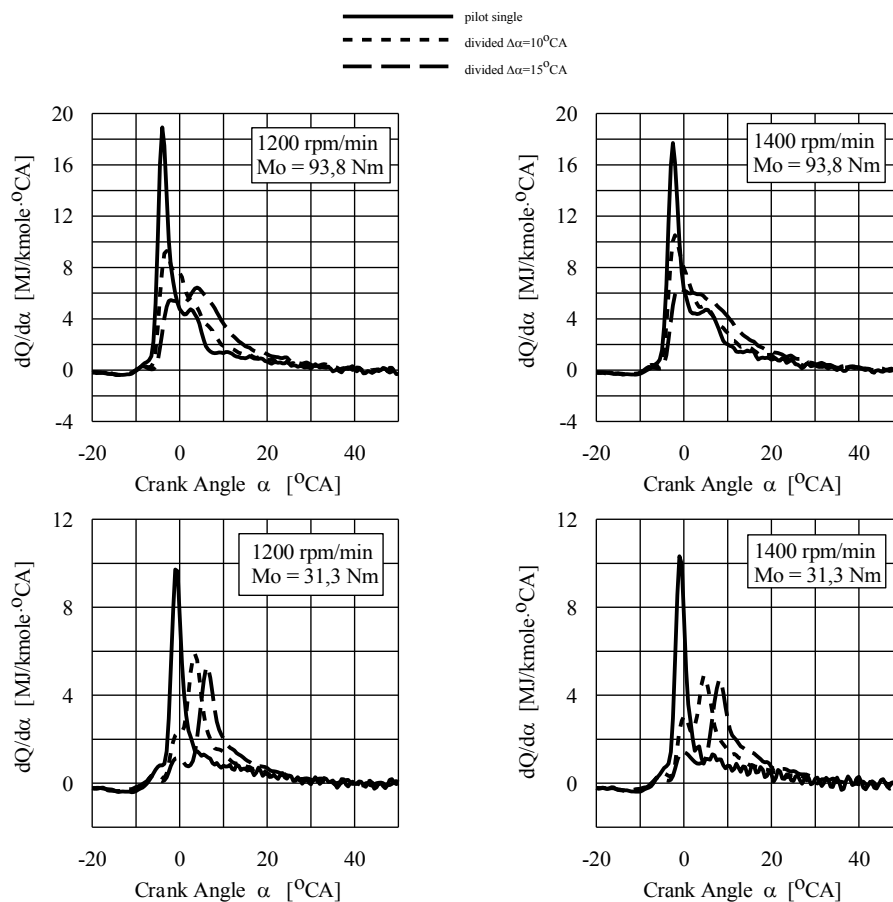 pilot single
divided Δα=10°CA
divided Δα=15°CA
20
16
12
8
4
0
-4
dQ/dα [MJ/kmole·°CA]
1200 rpm/min
Mo = 93,8 Nm
-20 0 20 40
Crank Angle α [°CA]
20
16
12
8
4
0
-4
dQ/dα [MJ/kmole·°CA]
1400 rpm/min
Mo = 93,8 Nm
-20 0 20 40
Crank Angle α [°CA]
12
8
4
0
dQ/dα [MJ/kmole·°CA]
1200 rpm/min
Mo = 31,3 Nm
-20 0 20 40
Crank Angle α [°CA]
12
8
4
0
dQ/dα [MJ/kmole·°CA]
1400 rpm/min
Mo = 31,3 Nm
-20 0 20 40
Crank Angle α [°CA]